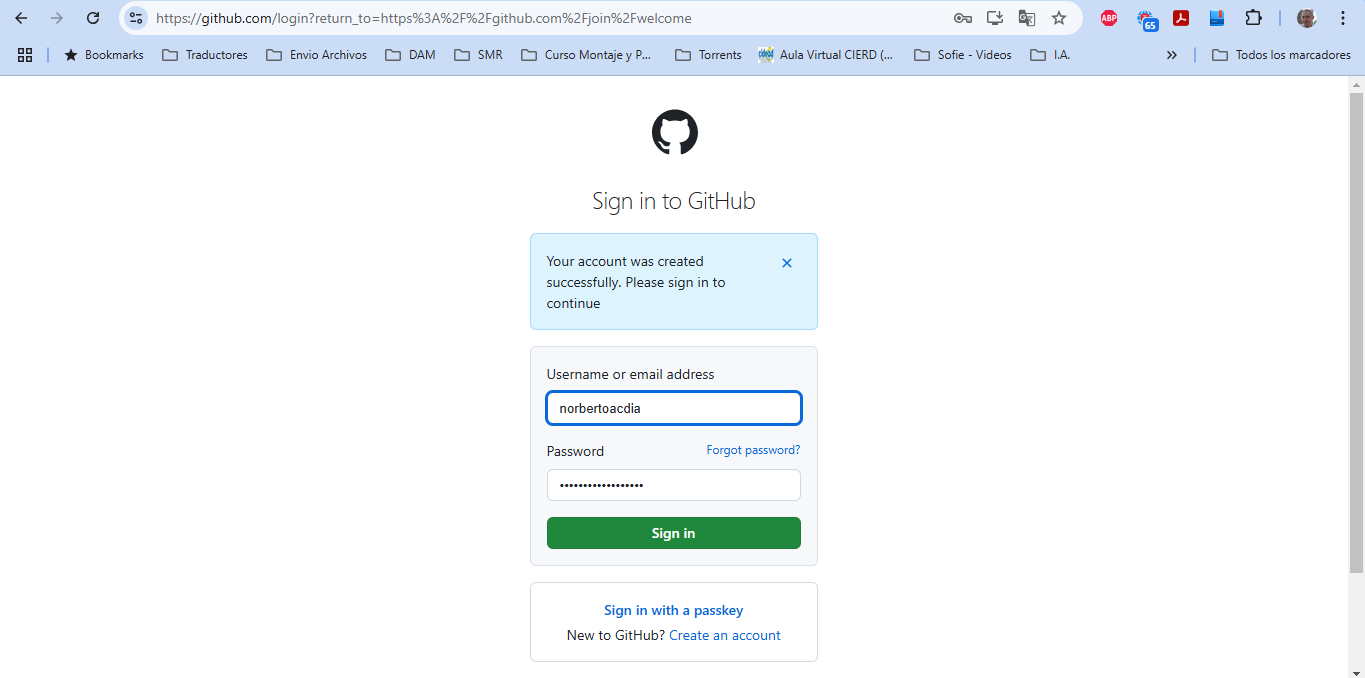 https://github.com/login?return_to=https%3A%2F%2Fgithub.com%2Fjoin%2Fwelcome
ABP
65
Bookmarks
Traductores
Envio Archivos
DAM
SMR
Curso Montaje y P...
Torrents
Aula Virtual CIERD (...
Sofie - Videos
I.A.
»
Todos los marcadores
Sign in to GitHub
Your account was created
successfully. Please sign in to
continue
Username or email address
norbertoacdia
Password
Forgot password?
••••••••••••••••••
Sign in
Sign in with a passkey
New to GitHub? Create an account